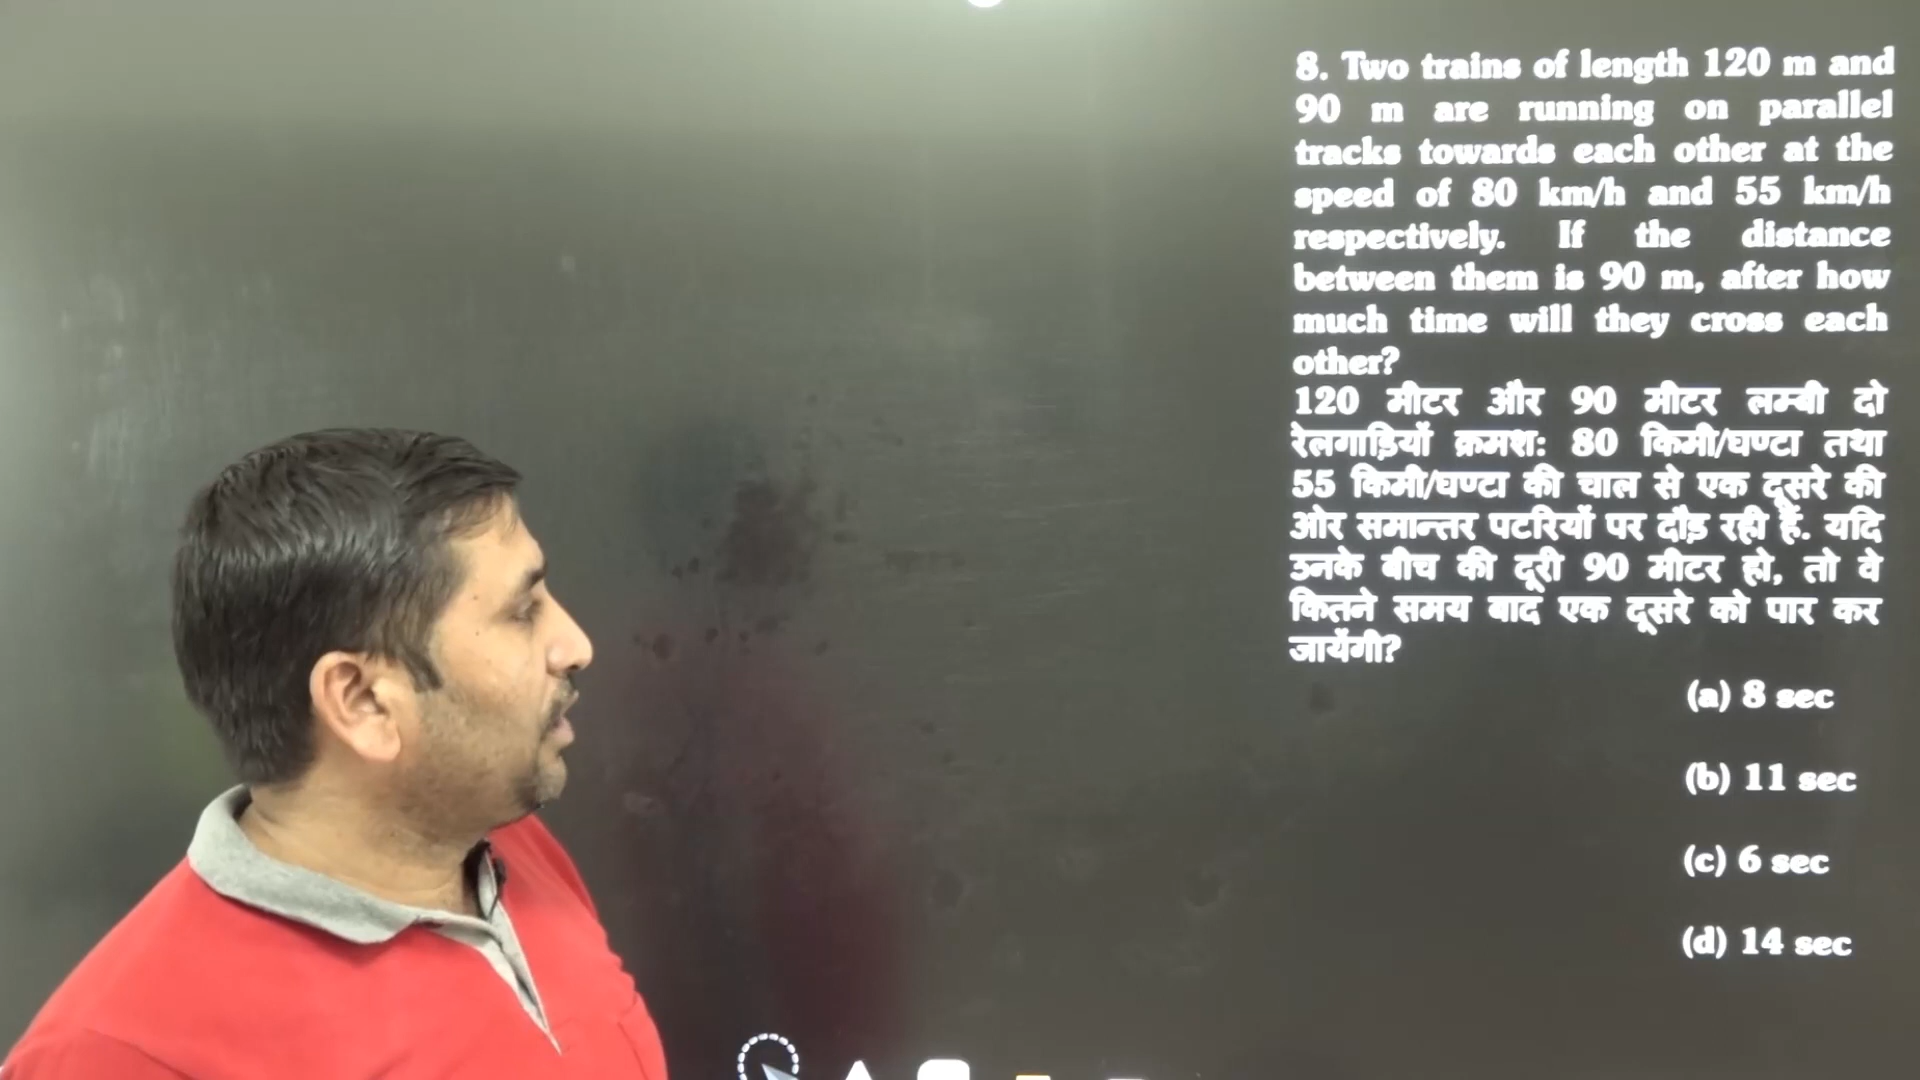 8. Two trains of length 120 m and
90 m are running on parallel
tracks towards each other at the
speed of 80 km/h and 55 km/h
respectively. If the distance
between them is 90 m, after how
much time will they cross each
other?
120 मीटर और 90 मीटर लम्बी दो
रेलगाड़ियाँ क्रमश: 80 किमी/घण्टा तथा
55 किमी/घण्टा की चाल से एक दूसरे की
ओर समान्तर पटरियों पर दौड़ रही हैं. यदि
उनके बीच की दूरी 90 मीटर हो, तो वे
कितने समय बाद एक दूसरे को पार कर
जायेंगी?
(a) 8 sec
(b) 11 sec
(c) 6 sec
(d) 14 sec